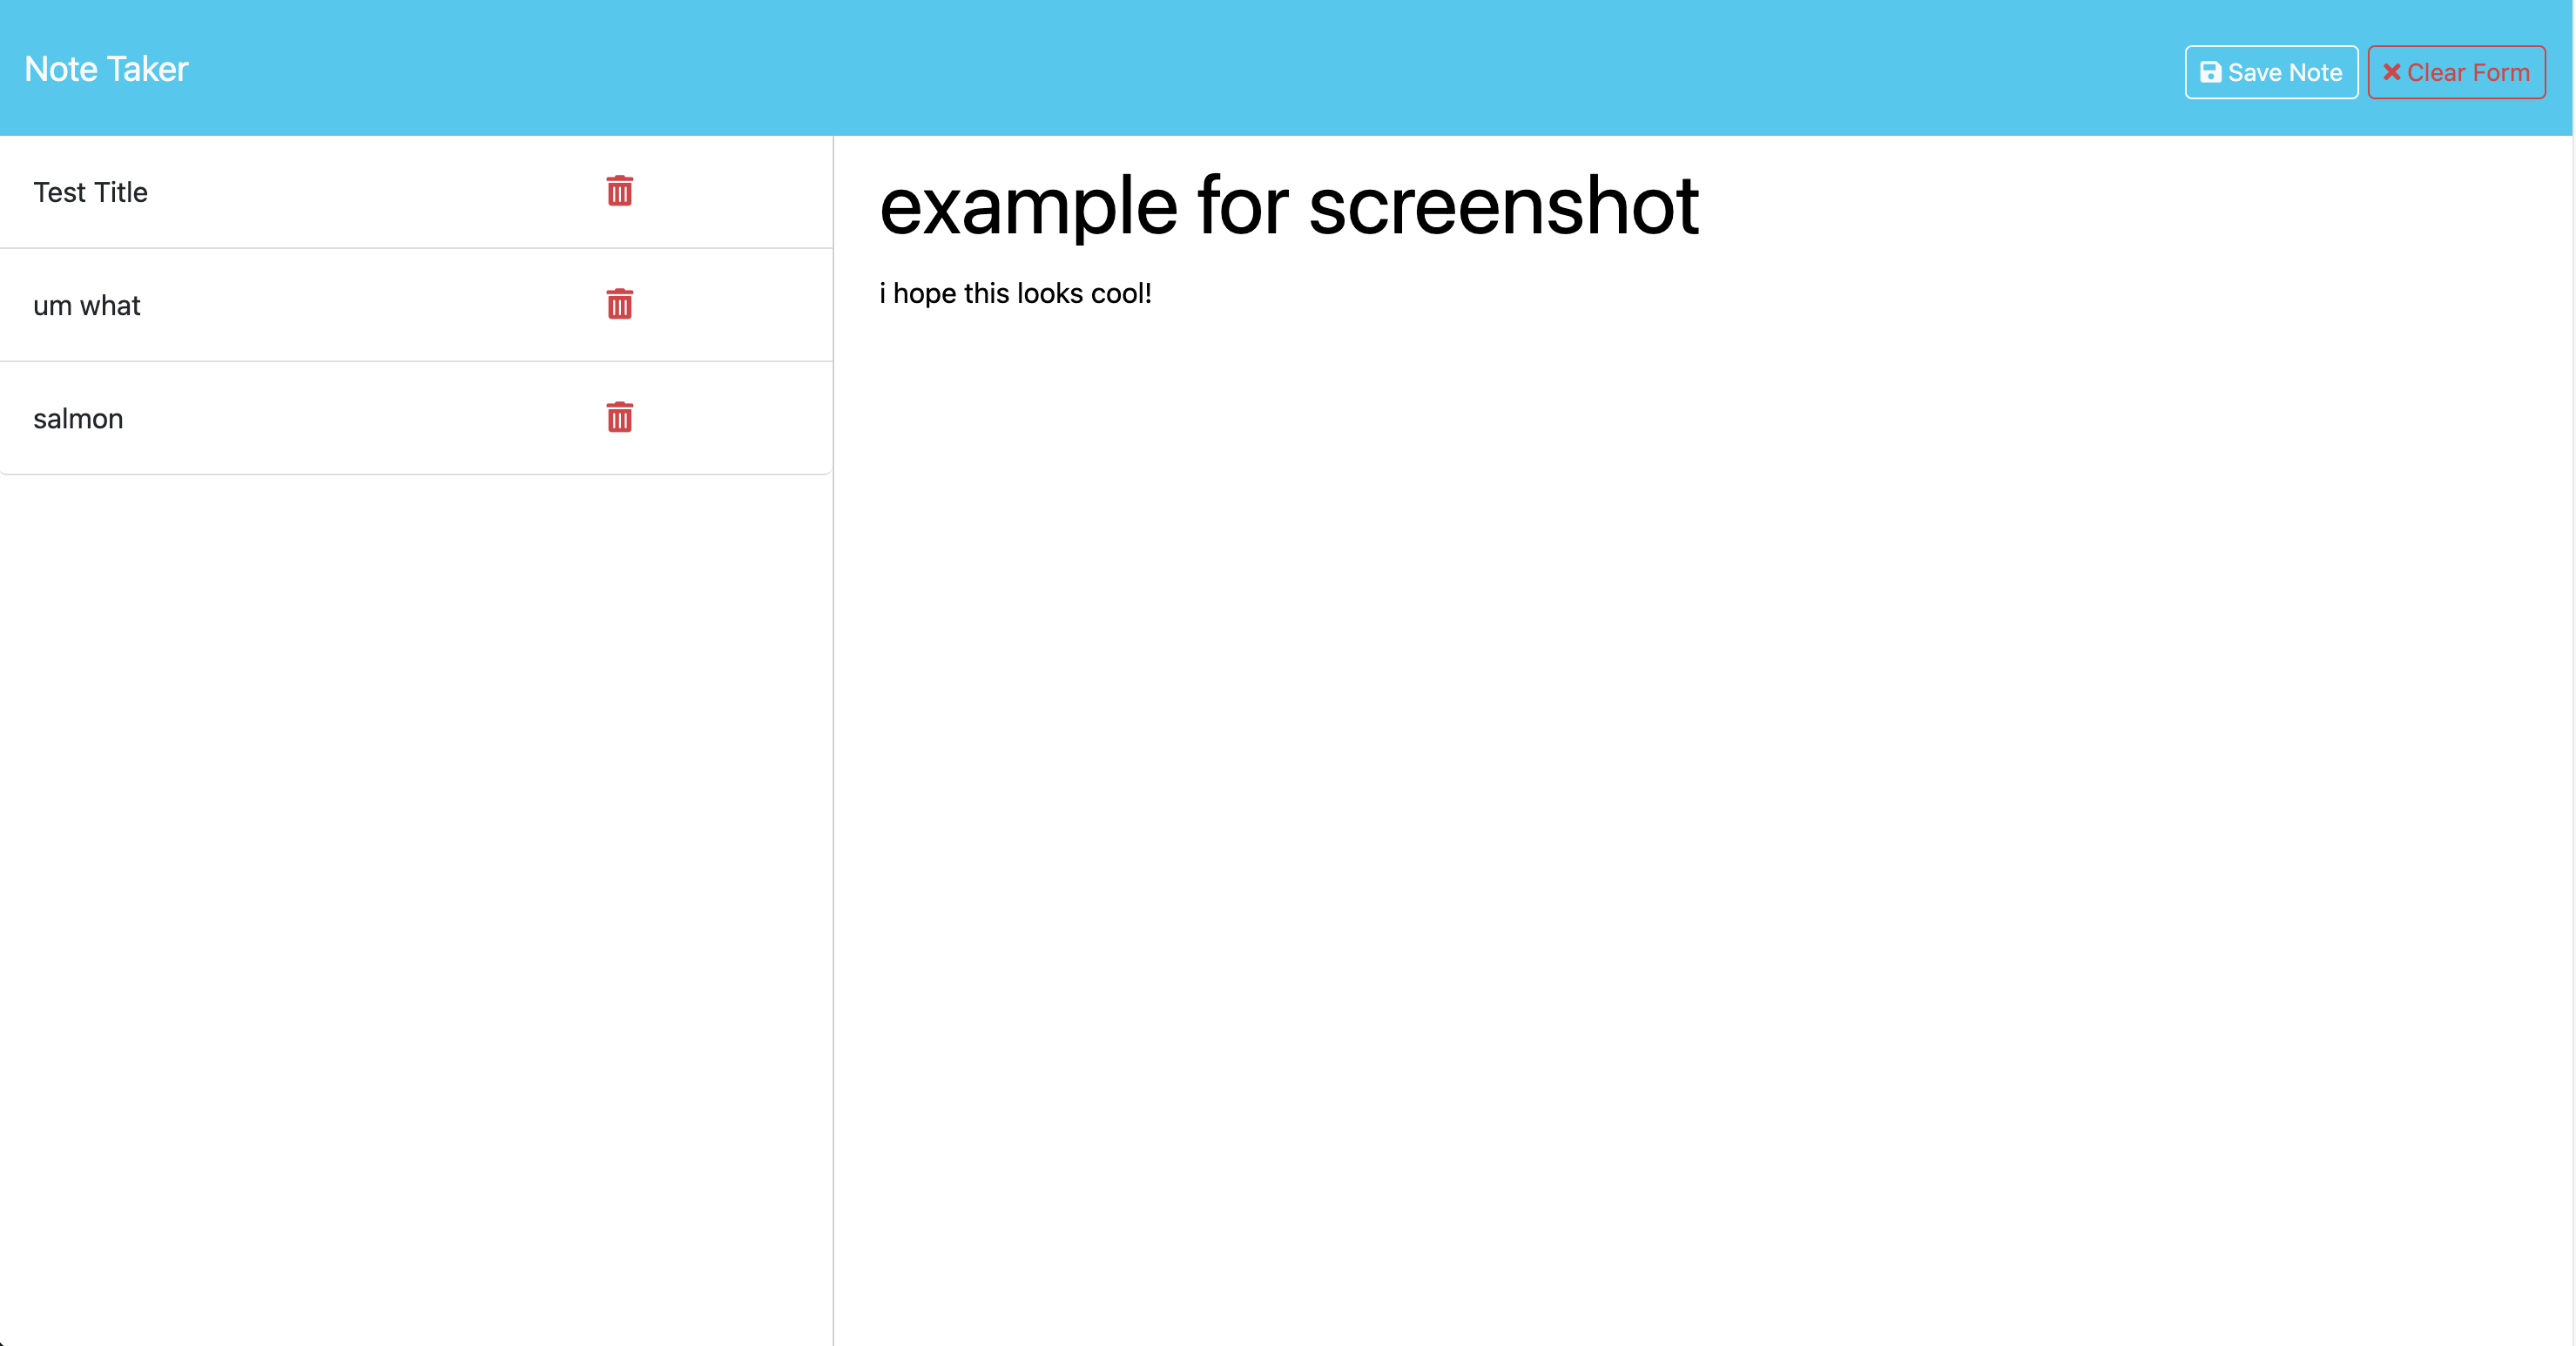 Note Taker
Save Note
Clear Form
Test Title
um what
salmon
example for screenshot
i hope this looks cool!